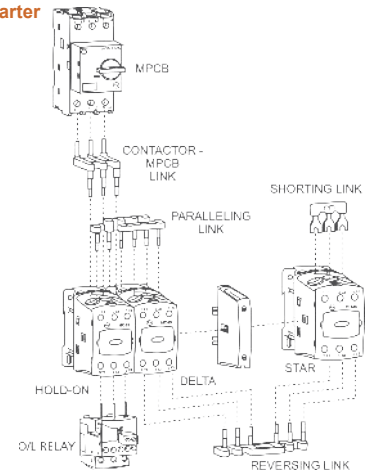 arter
MPCB
CONTACTOR -
MPCB
LINK
SHORTING LINK
PARALLELING
LINK
HOLD-ON
DELTA
STAR
O/L RELAY
REVERSING LINK